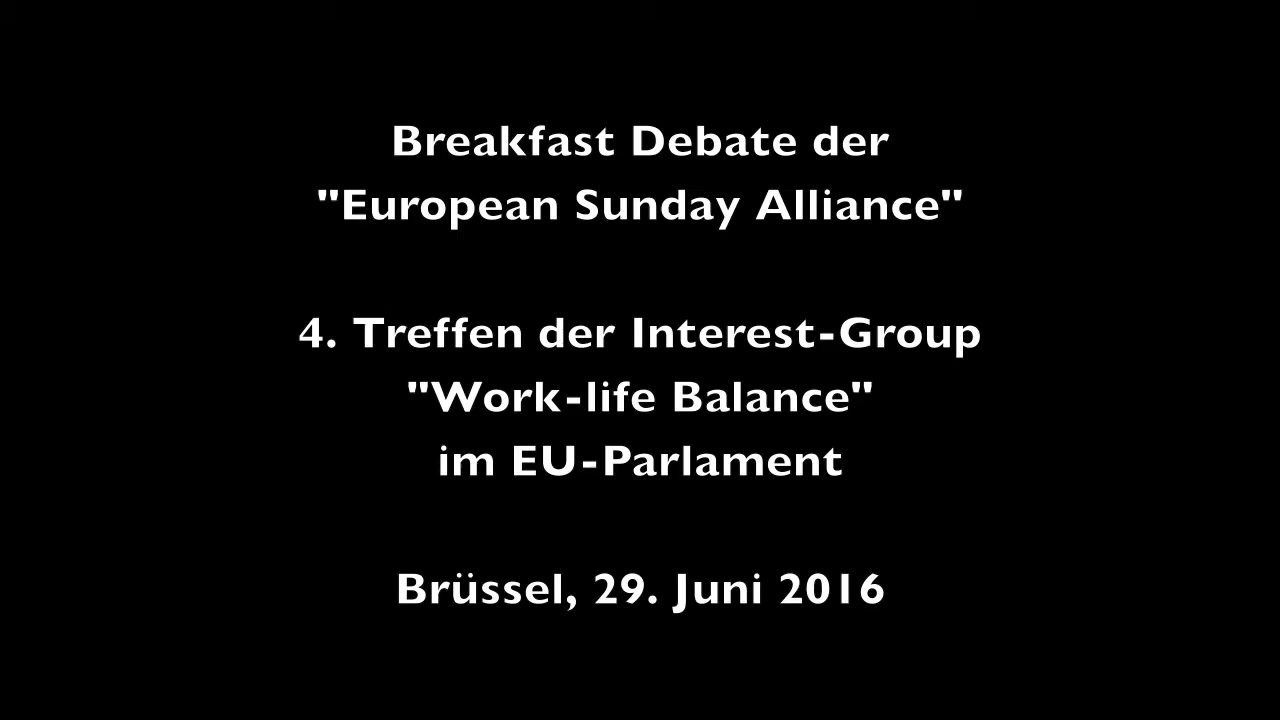 Breakfast Debate der
"European Sunday Alliance"
4. Treffen der Interest-Group
"Work-life Balance"
im EU-Parlament
Brüssel, 29. Juni 2016